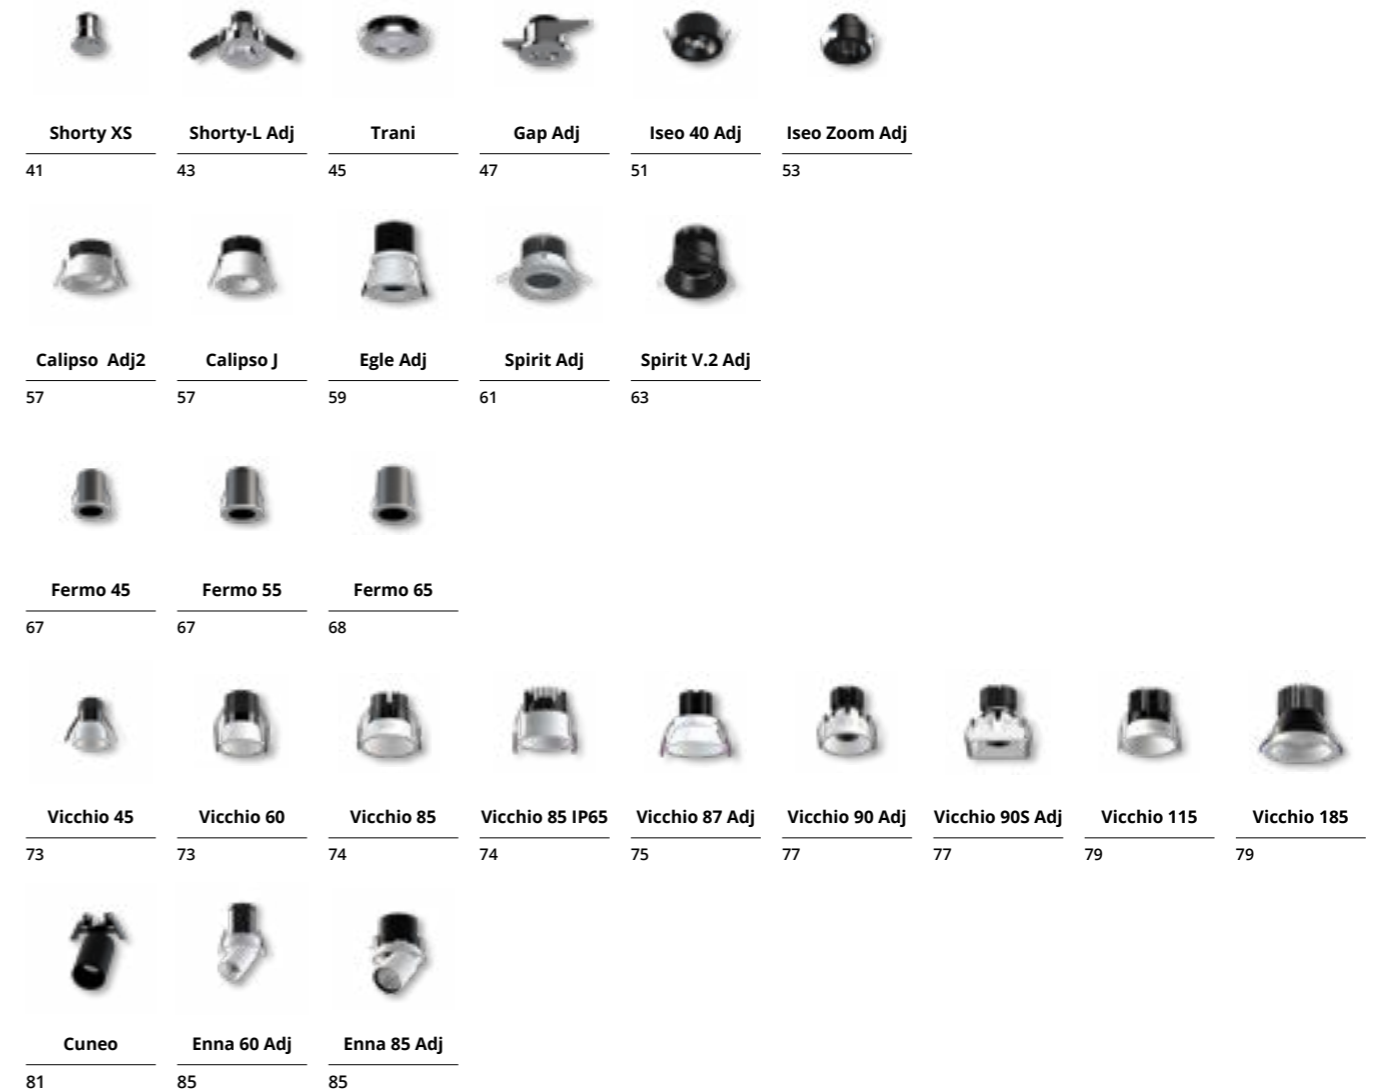 Shorty XS Shorty-L Adj Trani Gap Adj Iseo 40 Adj Iseo Zoom Adj
41 43 45 47 51 53
Calipso Adj2 Calipso J Egle Adj Spirit Adj Spirit V.2 Adj
57 57 59 61 63
Fermo 45 Fermo 55 Fermo 65
67 67 68
Vicchio 45 Vicchio 60 Vicchio 85 Vicchio 85 IP65 Vicchio 87 Adj Vicchio 90 Adj Vicchio 90S Adj Vicchio 115 Vicchio 185
73 73 74 74 75 77 77 79 79
Cuneo Enna 60 Adj Enna 85 Adj
81 85 85